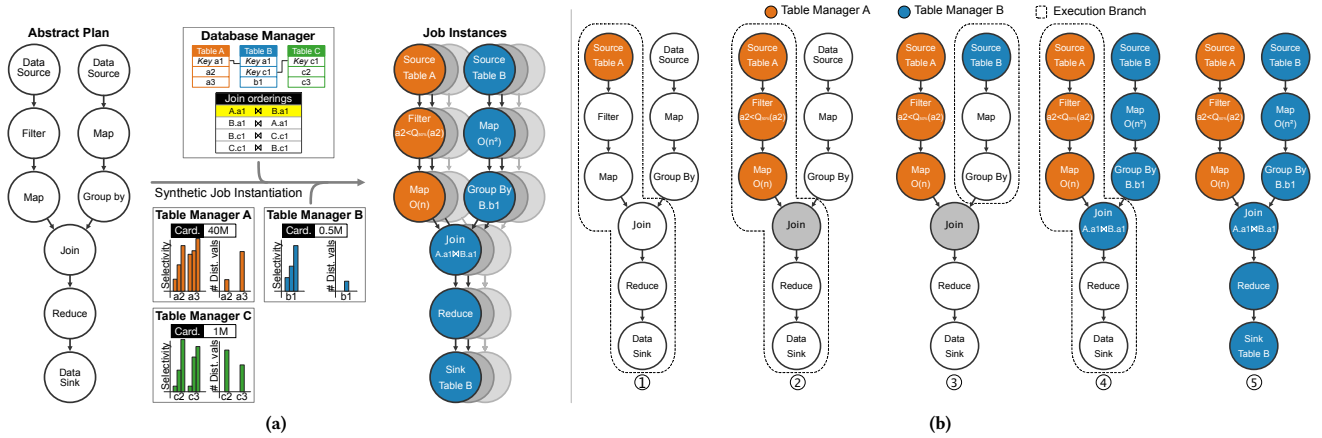 Table Manager A
Table Manager B
Execution Branch
Abstract Plan
Data
Source
Data
Source
Filter
Map
Map
Group by
Join
Reduce
Data
Sink
Database Manager
Table A
Table B
Table C
Key a1
Key a1
Key c1
a2
Key c1
c2
a3
b1
c3
Join orderings
A.a1 ⋈ B.a1
B.a1 ⋈ A.a1
B.c1 ⋈ C.c1
C.c1 ⋈ B.c1
Synthetic Job Instantiation
Table Manager A
Card. 40M
Selectivity
a2 a3
# Dist. vals
a2 a3
Table Manager B
Card. 0.5M
Selectivity
b1
# Dist. vals
b1
Table Manager C
Card. 1M
Selectivity
c2 c3
# Dist. vals
c2 c3
Job Instances
Source
Table A
Source
Table B
Filter
Map
O(n²)
Map
O(n)
Group By
B.b1
Join
A.a1⋈B.a1
Reduce
Sink
Table B
(a)
Source
Table A
Data
Source
Filter
Map
Map
Group By
Join
Reduce
Data
Sink
①
Source
Table A
Data
Source
Filter
Map
Map
O(n)
Group By
Join
Reduce
Data
Sink
②
Source
Table A
Source
Table B
Filter
Map
Map
O(n)
Group By
Join
Reduce
Data
Sink
③
Source
Table A
Source
Table B
Filter
Map
O(n²)
Map
O(n)
Group By
B.b1
Join
A.a1⋈B.a1
Reduce
Data
Sink
④
Source
Table A
Source
Table B
Filter
Map
O(n²)
Map
O(n)
Group By
B.b1
Join
A.a1⋈B.a1
Reduce
Sink
Table B
⑤
(b)